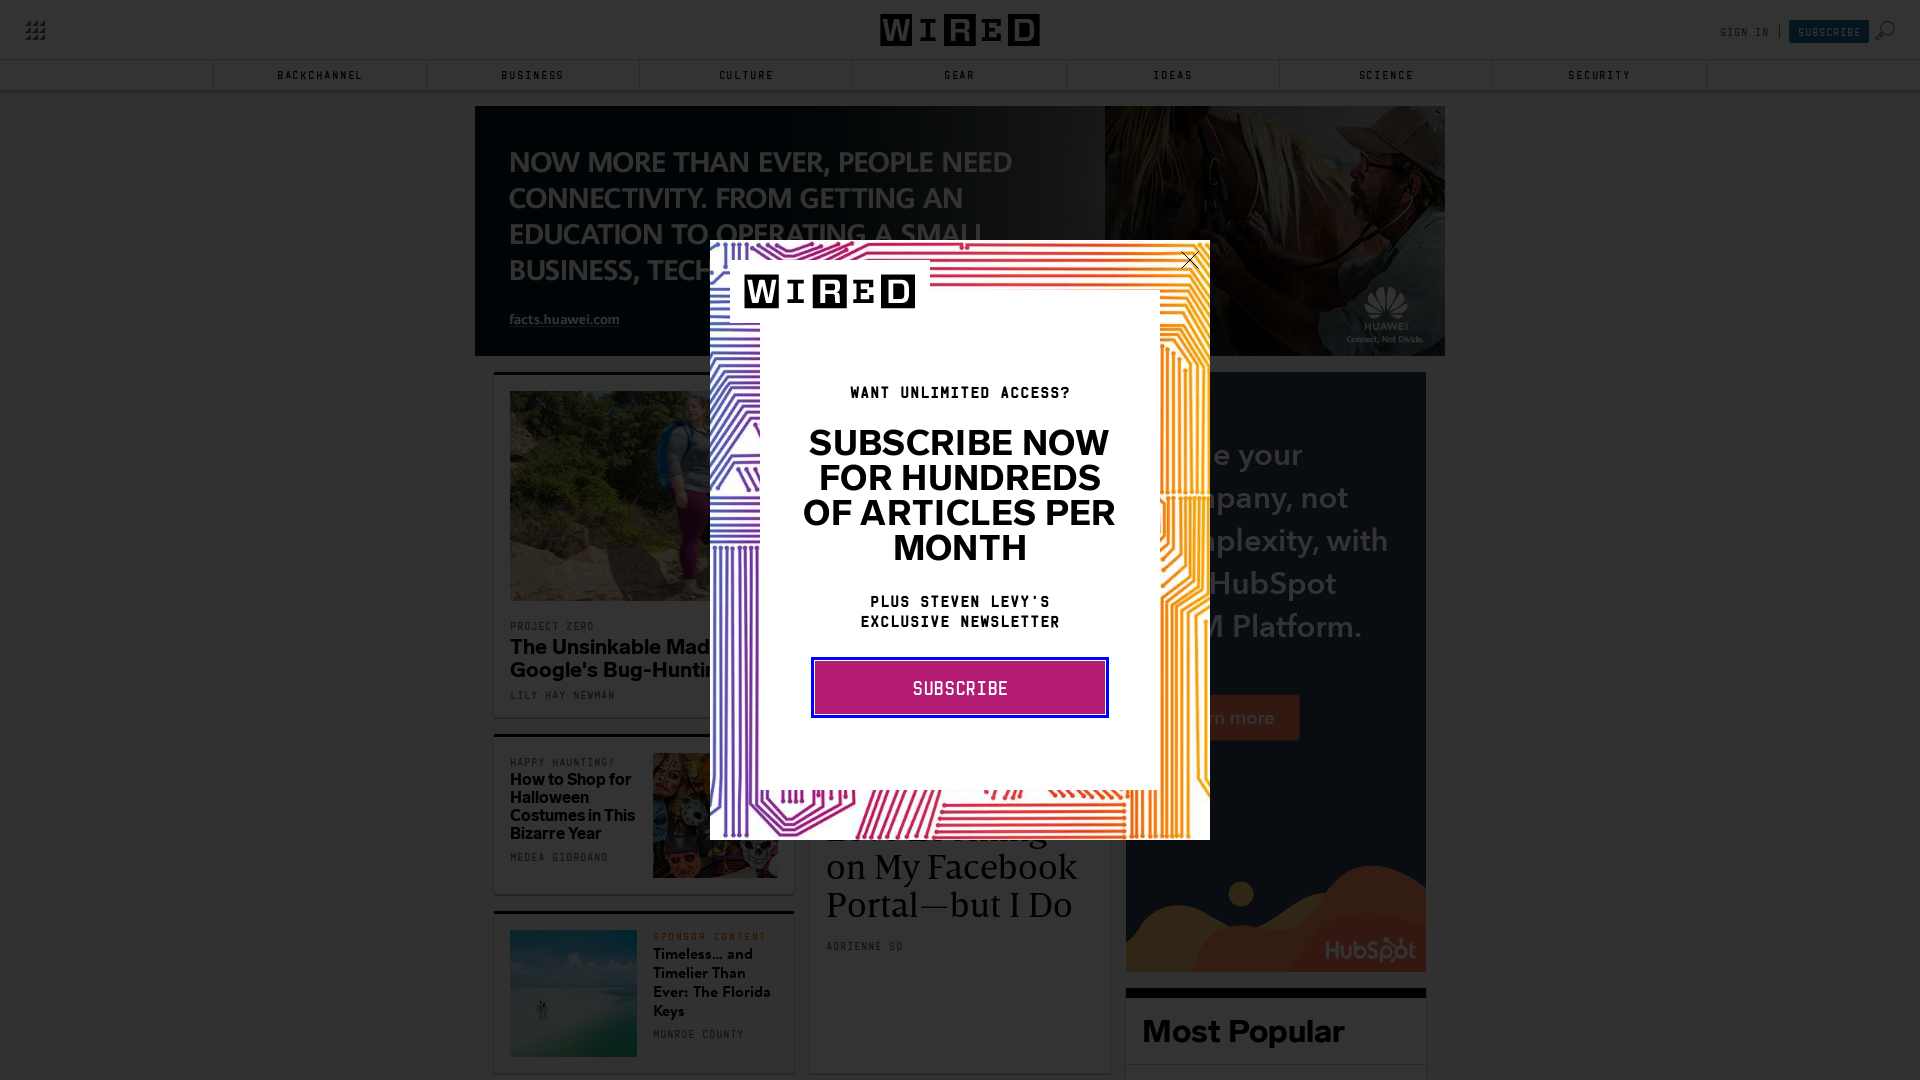 WIRED
SIGN IN
SUBSCRIBE
BACKCHANNEL
BUSINESS
CULTURE
GEAR
IDEAS
SCIENCE
SECURITY
NOW MORE THAN EVER, PEOPLE NEED
CONNECTIVITY. FROM GETTING AN
EDUCATION TO OPERATING A SMALL
BUSINESS, TECH
facts.huawei.com
HUAWEI
Connect, Not Divide.
WIRED
WANT UNLIMITED ACCESS?
SUBSCRIBE NOW
FOR HUNDREDS
OF ARTICLES PER
MONTH
PLUS STEVEN LEVY'S
EXCLUSIVE NEWSLETTER
SUBSCRIBE
PROJECT ZERO
The Unsinkable Mad
Google's Bug-Huntin
LILY HAY NEWMAN
HAPPY HAUNTING!
How to Shop for
Halloween
Costumes in This
Bizarre Year
MEDEA GIORDANO
SPONSOR CONTENT
Timeless... and
Timelier Than
Ever: The Florida
Keys
MONROE COUNTY
on My Facebook
Portal—but I Do
ADRIENNE SO
your
not
with
HubSpot
Platform.
more
HubSpot
Most Popular